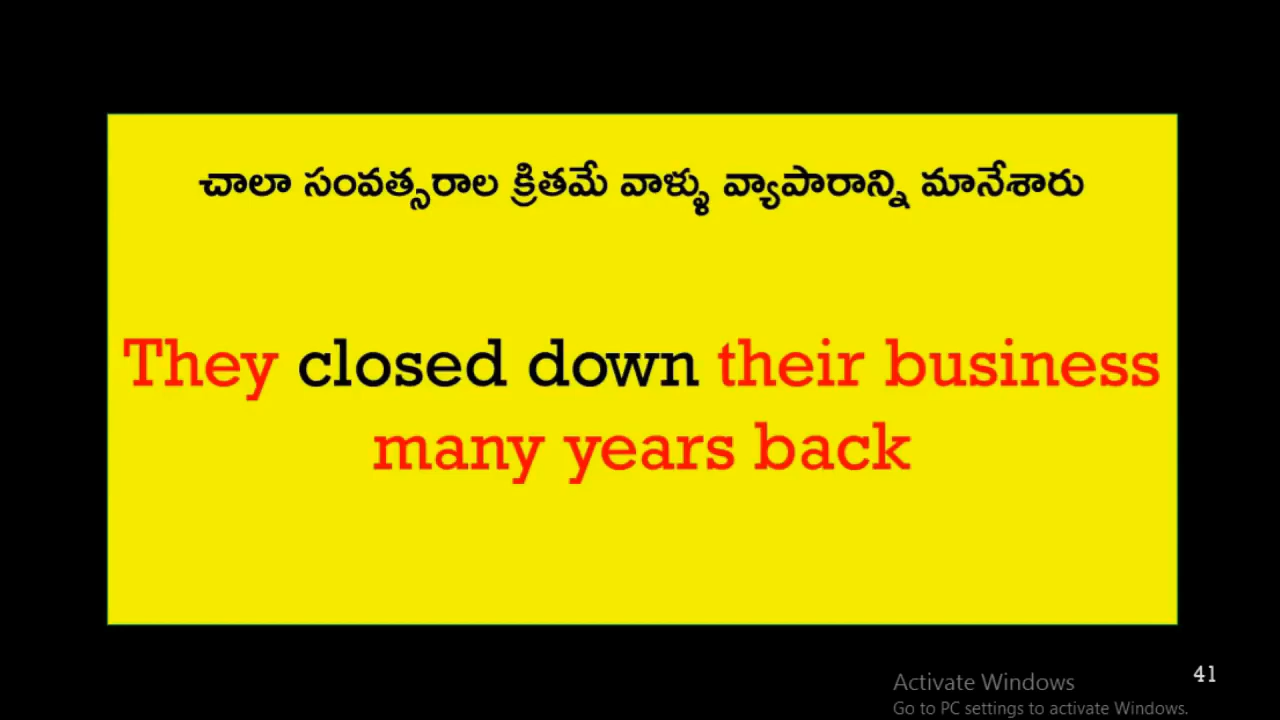 చాలా సంవత్సరాల క్రితమే వాళ్ళు వ్యాపారాన్ని మానేశారు
They closed down their business
many years back
41
Activate Windows
Go to PC settings to activate Windows.